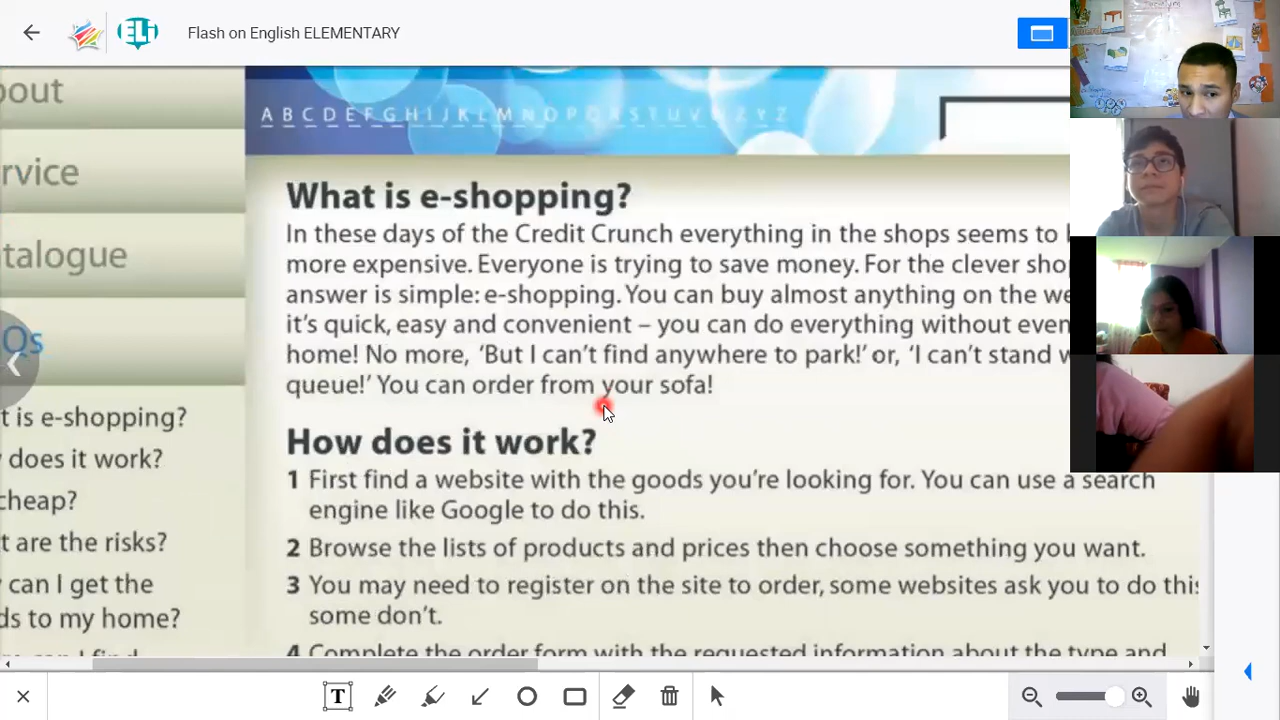 Flash on English ELEMENTARY
ELi
A B C D E F G H I J K L M N O P Q R S T U V W X Y Z
out
rvice
talogue
Qs
t is e-shopping?
does it work?
cheap?
t are the risks?
can I get the
ds to my home?
What is e-shopping?
In these days of the Credit Crunch everything in the shops seems to
more expensive. Everyone is trying to save money. For the clever sho
answer is simple: e-shopping. You can buy almost anything on the we
it's quick, easy and convenient – you can do everything without even
home! No more, 'But I can't find anywhere to park!' or, 'I can't stand
queue!' You can order from your sofa!
How does it work?
1 First find a website with the goods you're looking for. You can use a search
engine like Google to do this.
2 Browse the lists of products and prices then choose something you want.
3 You may need to register on the site to order, some websites ask you to do this
some don't.
4 Complete the order form with the requested information about the type and
T